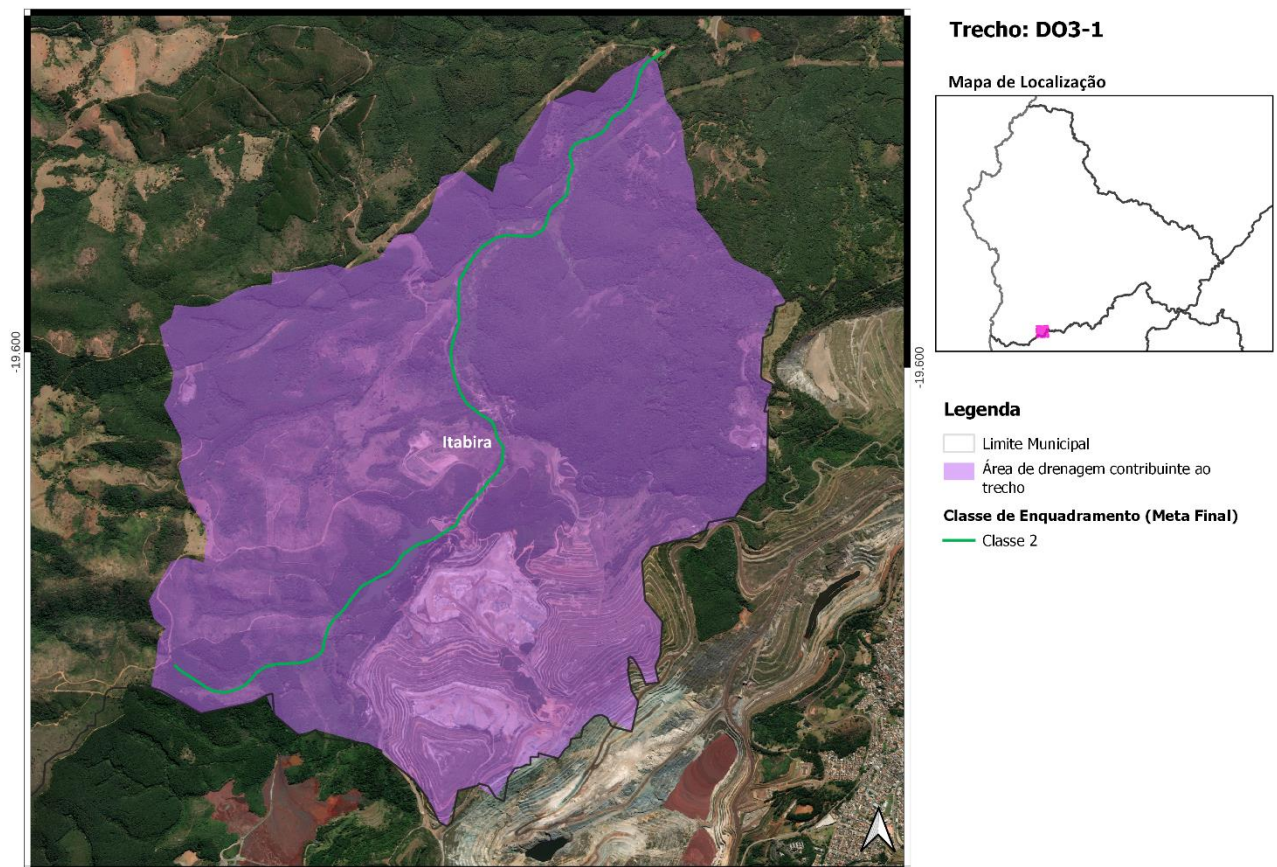 Trecho: DO3-1
Mapa de Localização
-19.600
-19.600
Itabira
Legenda
Limite Municipal
Área de drenagem contribuinte ao
trecho
Classe de Enquadramento (Meta Final)
Classe 2